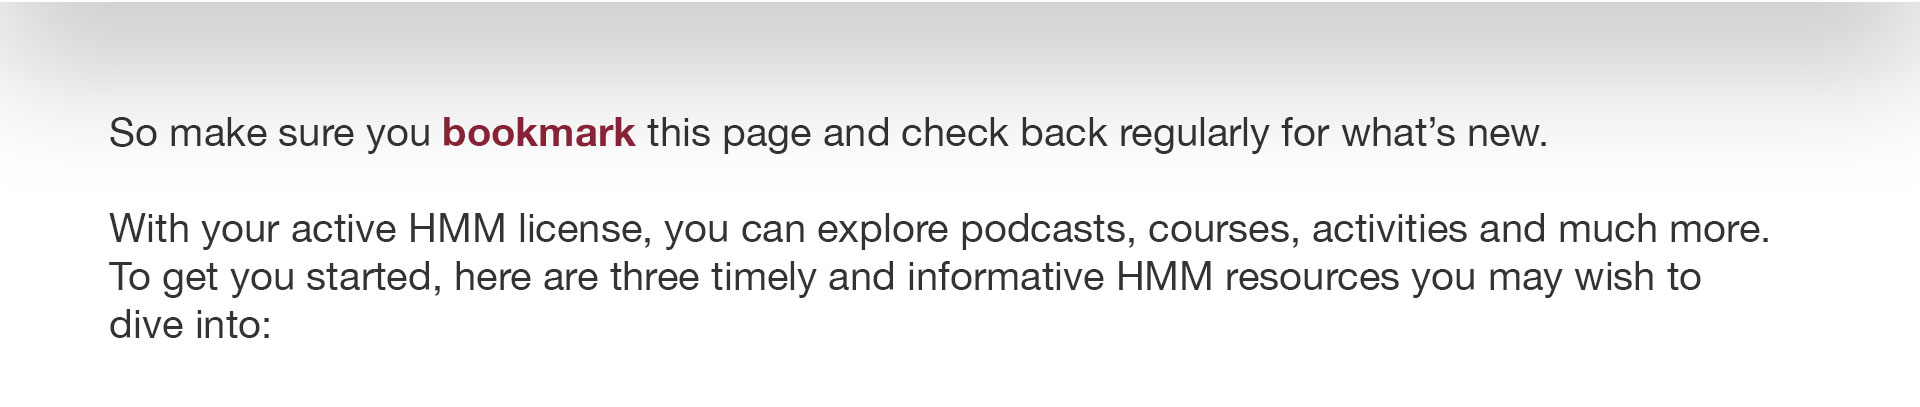 So make sure you bookmark this page and check back regularly for what’s new.
With your active HMM license, you can explore podcasts, courses, activities and much more.
To get you started, here are three timely and informative HMM resources you may wish to
dive into: